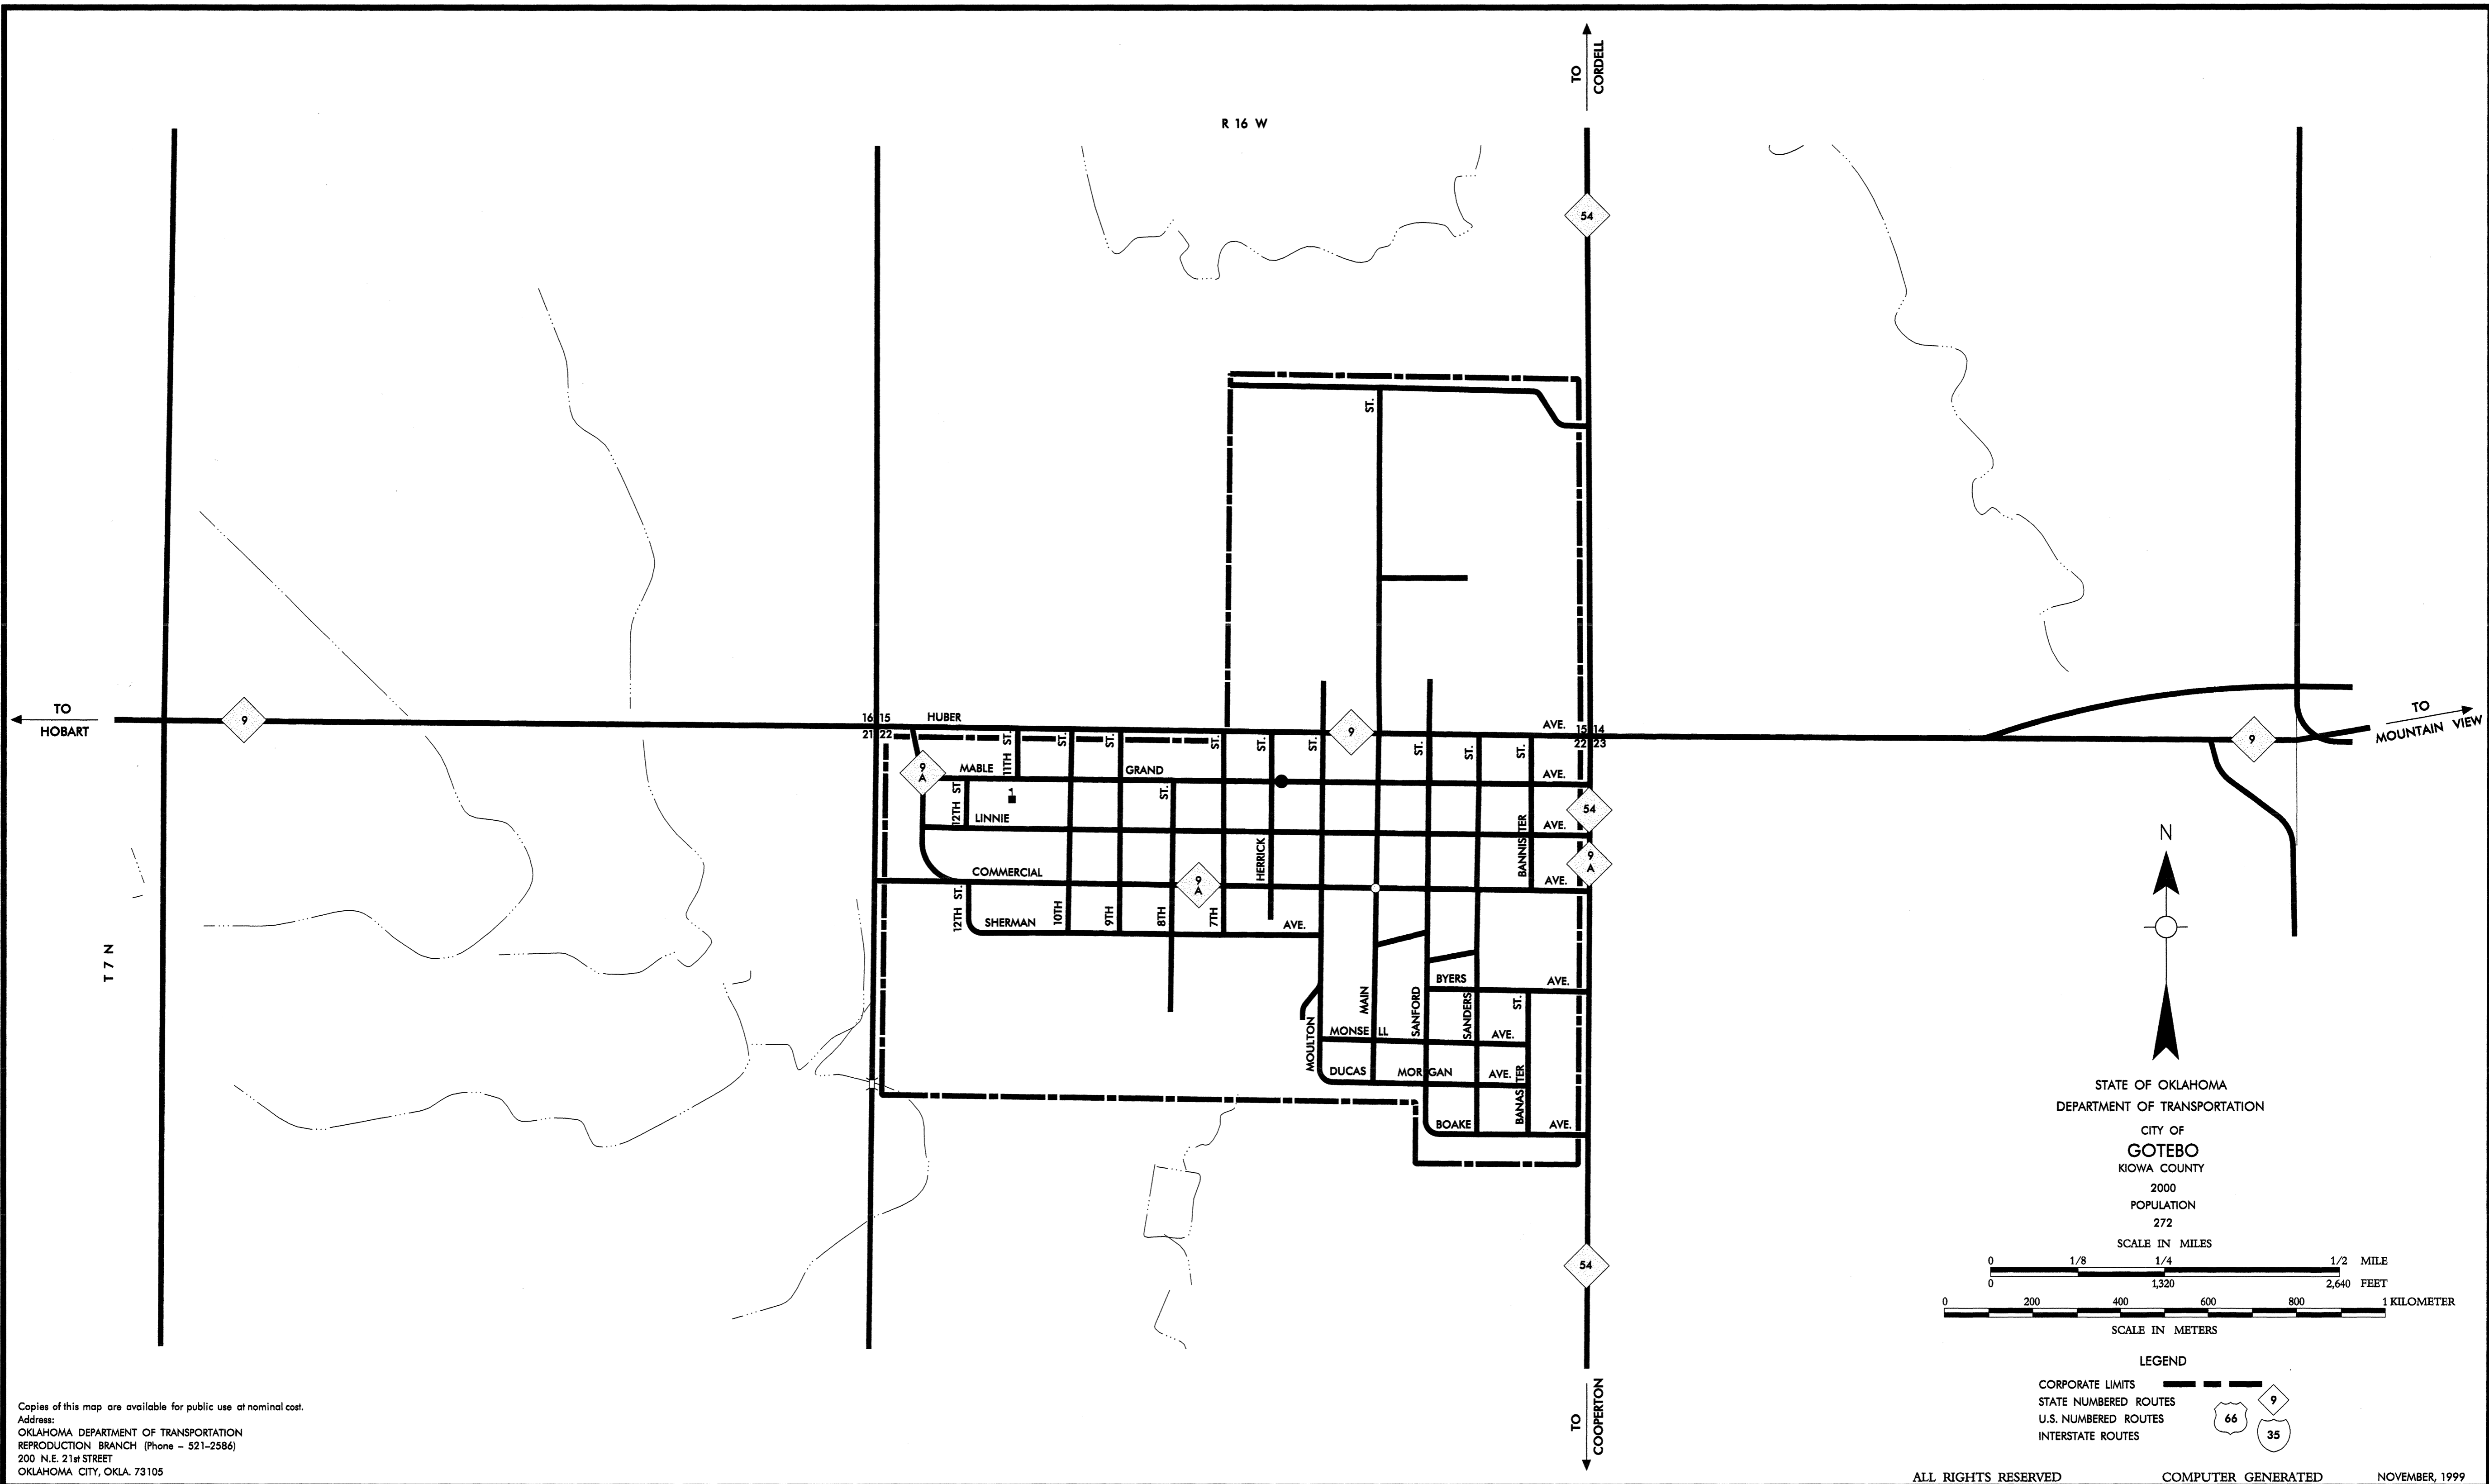 TO
CORDELL
R 16 W
54
ST.
TO
HOBART
9
16 15
21 22
HUBER
9
AVE.
15 14
22 23
9
TO
MOUNTAIN VIEW
11TH ST.
ST.
ST.
ST.
ST.
ST.
ST.
ST.
ST.
9
A
MABLE
GRAND
AVE.
12TH ST.
1
ST.
54
LINNIE
AVE.
BANNISTER
HERRICK
9
A
COMMERCIAL
9
A
AVE.
12TH ST.
SHERMAN
10TH
9TH
8TH
7TH
AVE.
T 7 N
BYERS
AVE.
MAIN
SANFORD
SANDERS
ST.
MOULTON
MONSELL
AVE.
DUCAS
MORGAN
AVE.
BANASTER
BOAKE
AVE.
54
TO
COOPERTON
N
STATE OF OKLAHOMA
DEPARTMENT OF TRANSPORTATION
CITY OF
GOTEBO
KIOWA COUNTY
2000
POPULATION
272
SCALE IN MILES
0 1/8 1/4 1/2 MILE
0 1,320 2,640 FEET
0 200 400 600 800 1 KILOMETER
SCALE IN METERS
LEGEND
CORPORATE LIMITS
STATE NUMBERED ROUTES 9
U.S. NUMBERED ROUTES 66
INTERSTATE ROUTES 35
Copies of this map are available for public use at nominal cost.
Address:
OKLAHOMA DEPARTMENT OF TRANSPORTATION
REPRODUCTION BRANCH (Phone – 521–2586)
200 N.E. 21st STREET
OKLAHOMA CITY, OKLA. 73105
ALL RIGHTS RESERVED COMPUTER GENERATED NOVEMBER, 1999